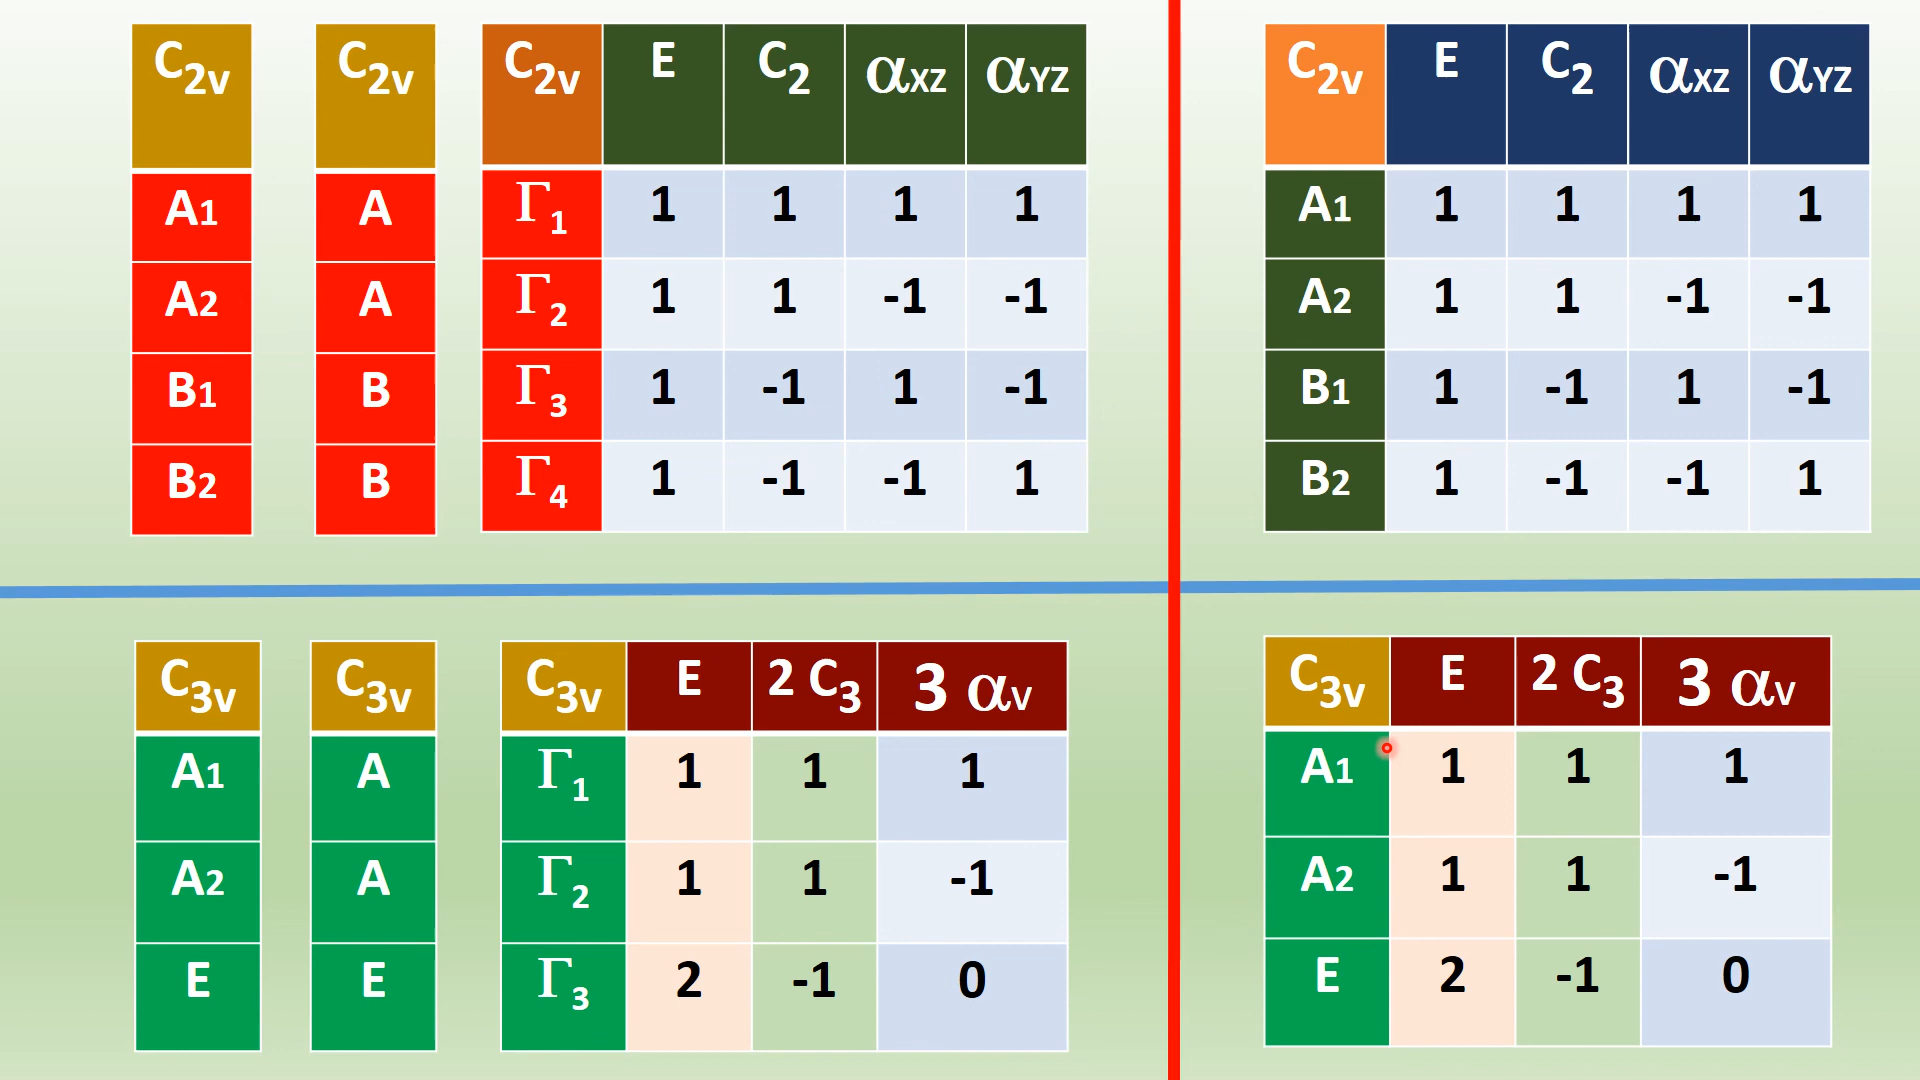 C2v C2v C2v E C2 αXZ αYZ
A1 A Γ1 1 1 1 1
A2 A Γ2 1 1 -1 -1
B1 B Γ3 1 -1 1 -1
B2 B Γ4 1 -1 -1 1
C2v E C2 αXZ αYZ
A1 1 1 1 1
A2 1 1 -1 -1
B1 1 -1 1 -1
B2 1 -1 -1 1
C3v C3v C3v E 2 C3 3 αV
A1 A Γ1 1 1 1
A2 A Γ2 1 1 -1
E E Γ3 2 -1 0
C3v E 2 C3 3 αV
A1 1 1 1
A2 1 1 -1
E 2 -1 0